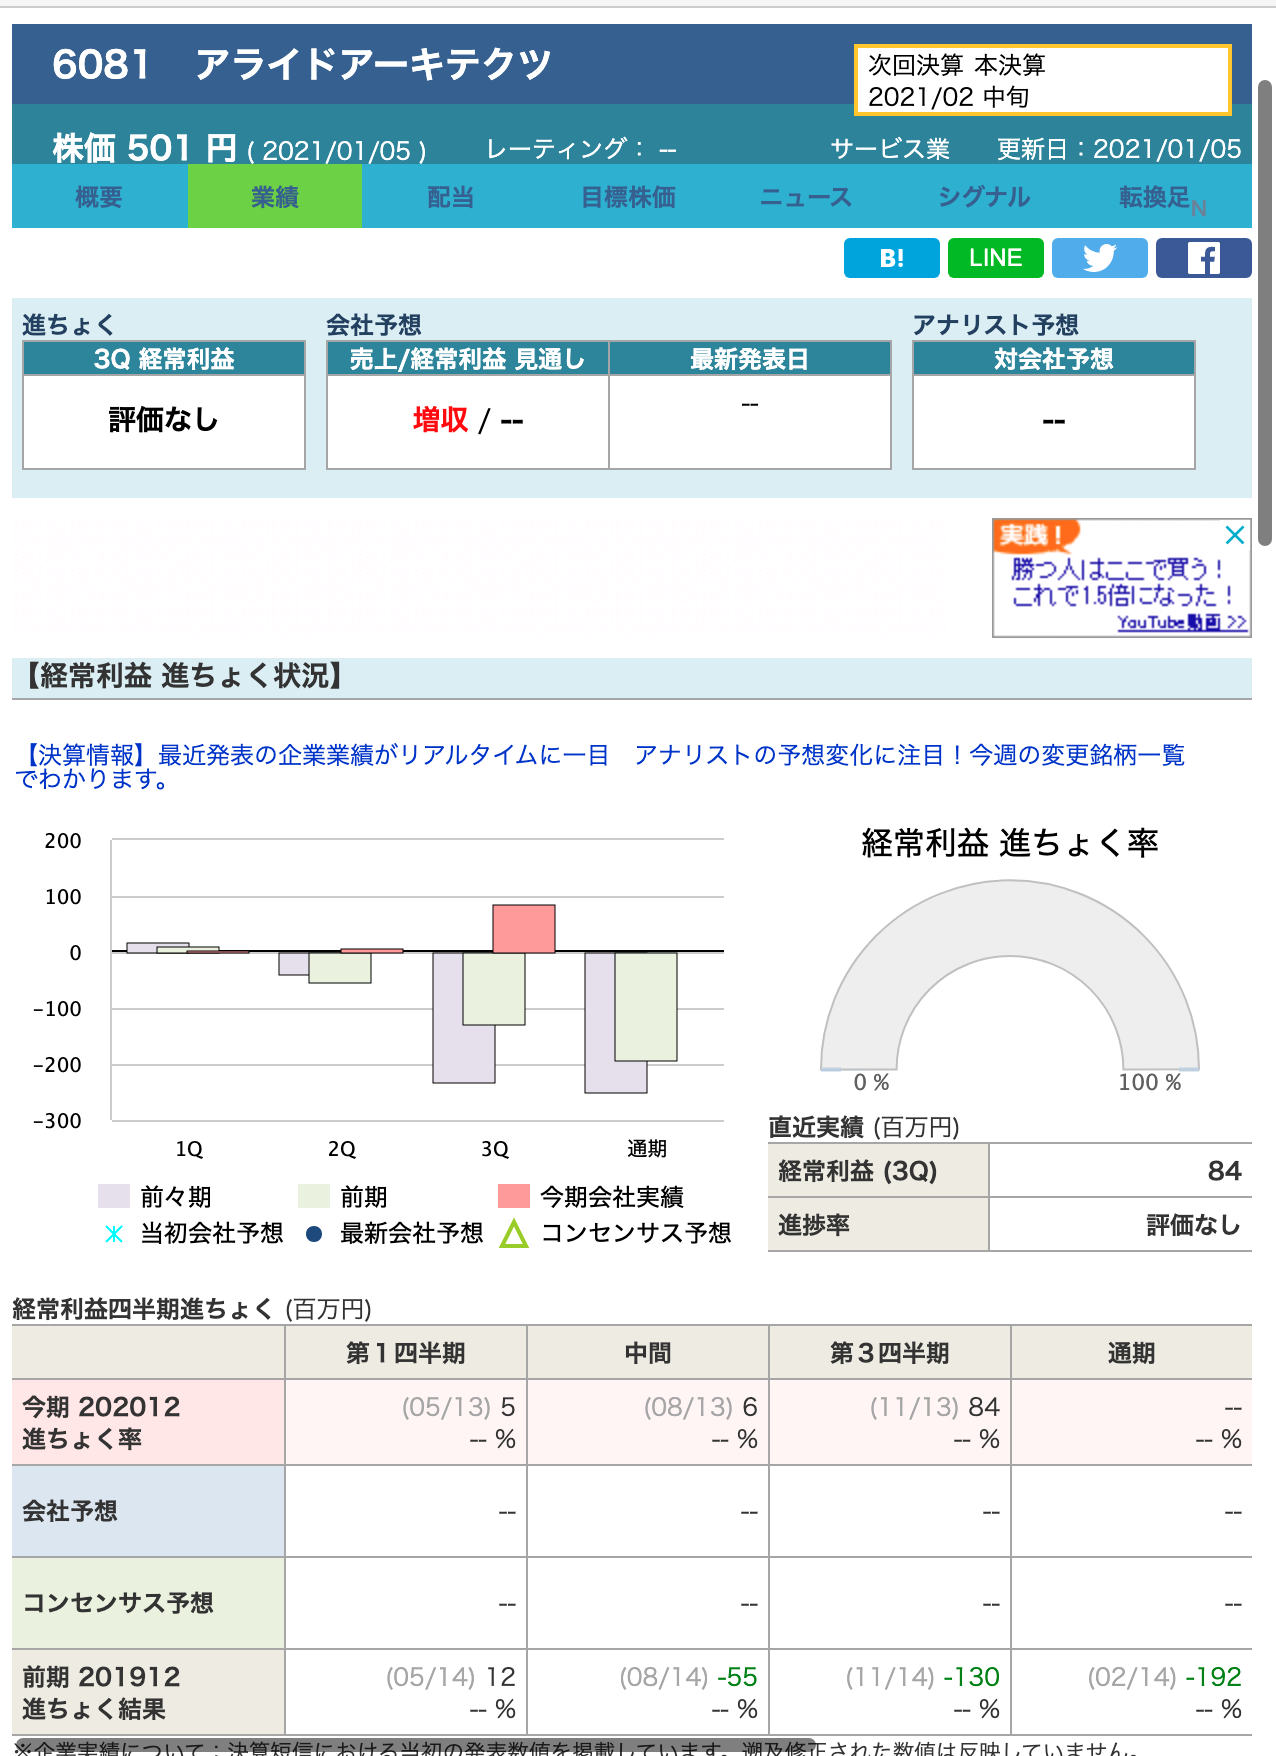 6081　アライドアーキテクツ
次回決算 本決算
2021/02 中旬
株価 501 円 ( 2021/01/05 )　レーティング： --　サービス業　更新日：2021/01/05
概要　業績　配当　目標株価　ニュース　シグナル　転換足N
B!　LINE
進ちょく　会社予想　アナリスト予想
3Q 経常利益　売上/経常利益 見通し　最新発表日　対会社予想
評価なし　増収 / --　--　--
実践！
勝つ人はここで買う！
これで1.5倍になった！
YouTube動画 >>
【経常利益 進ちょく状況】
【決算情報】最近発表の企業業績がリアルタイムに一目　アナリストの予想変化に注目！今週の変更銘柄一覧
でわかります。
経常利益 進ちょく率
200
100
0
-100
-200
-300
1Q　2Q　3Q　通期
0 %　100 %
前々期　前期　今期会社実績
当初会社予想　最新会社予想　コンセンサス予想
直近実績 (百万円)
経常利益 (3Q)　84
進捗率　評価なし
経常利益四半期進ちょく (百万円)
第１四半期　中間　第３四半期　通期
今期 202012　(05/13) 5　(08/13) 6　(11/13) 84　--
進ちょく率　-- %　-- %　-- %　-- %
会社予想　--　--　--　--
コンセンサス予想　--　--　--　--
前期 201912　(05/14) 12　(08/14) -55　(11/14) -130　(02/14) -192
進ちょく結果　-- %　-- %　-- %　-- %
※企業実績について：決算短信における当初の発表数値を掲載しています。遡及修正された数値は反映していません。